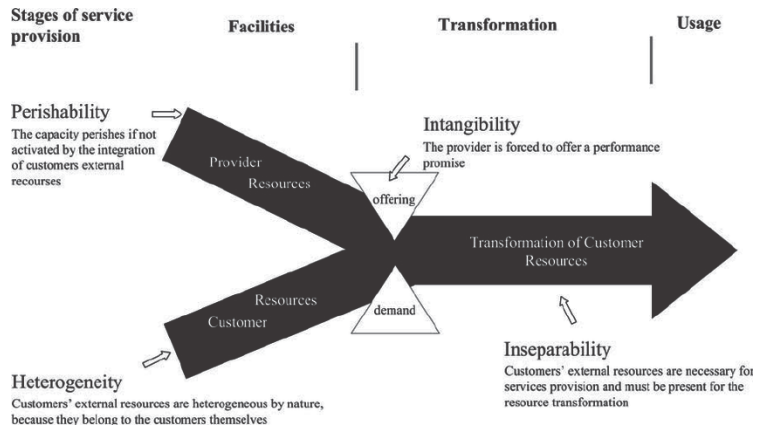 Stages of service
provision
Facilities
Transformation
Usage
Perishability
The capacity perishes if not
activated by the integration
of customers external
recourses
Provider
Resources
Intangibility
The provider is forced to offer a performance
promise
offering
Transformation of Customer
Resources
Resources
Customer
demand
Inseparability
Customers' external resources are necessary for
services provision and must be present for the
resource transformation
Heterogeneity
Customers' external resources are heterogeneous by nature,
because they belong to the customers themselves